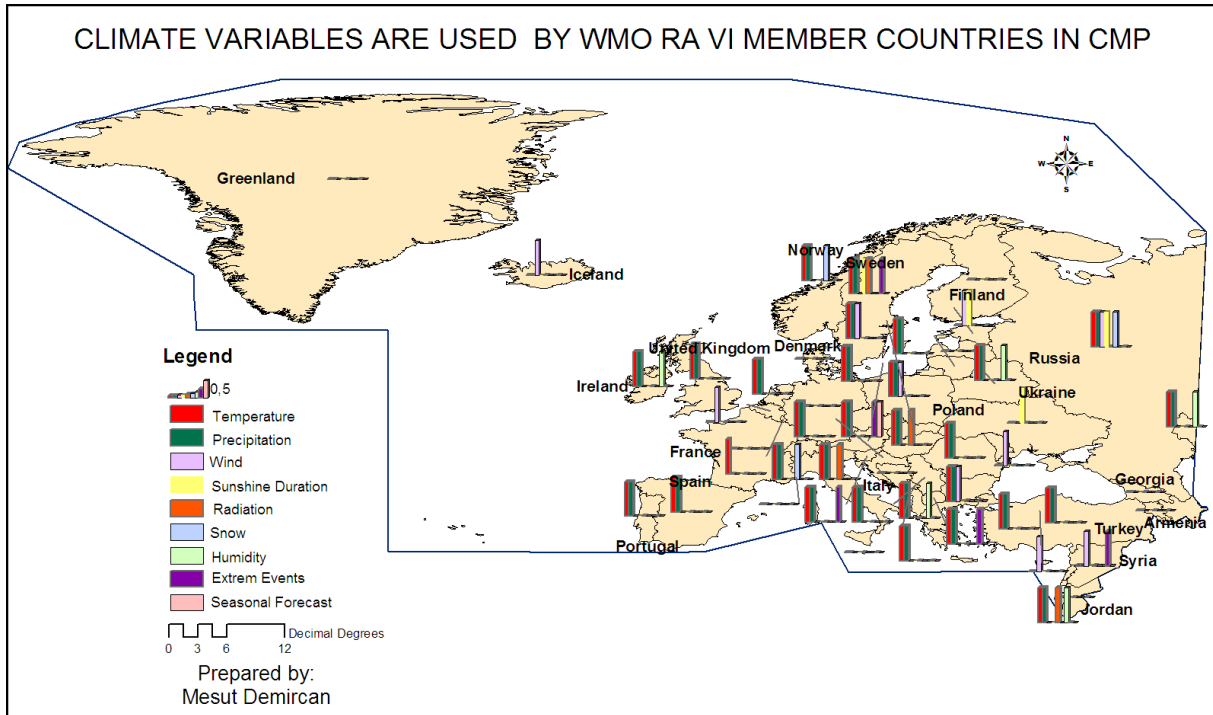 CLIMATE VARIABLES ARE USED BY WMO RA VI MEMBER COUNTRIES IN CMP
N
W E
S
Greenland
Iceland
Norway
Sweden
Finland
Russia
United Kingdom
Denmark
Ireland
Ukraine
Poland
France
Spain
Italy
Georgia
Portugal
Turkey
Armenia
Syria
Jordan
Legend
0,5
Temperature
Precipitation
Wind
Sunshine Duration
Radiation
Snow
Humidity
Extrem Events
Seasonal Forecast
Decimal Degrees
0 3 6 12
Prepared by:
Mesut Demircan